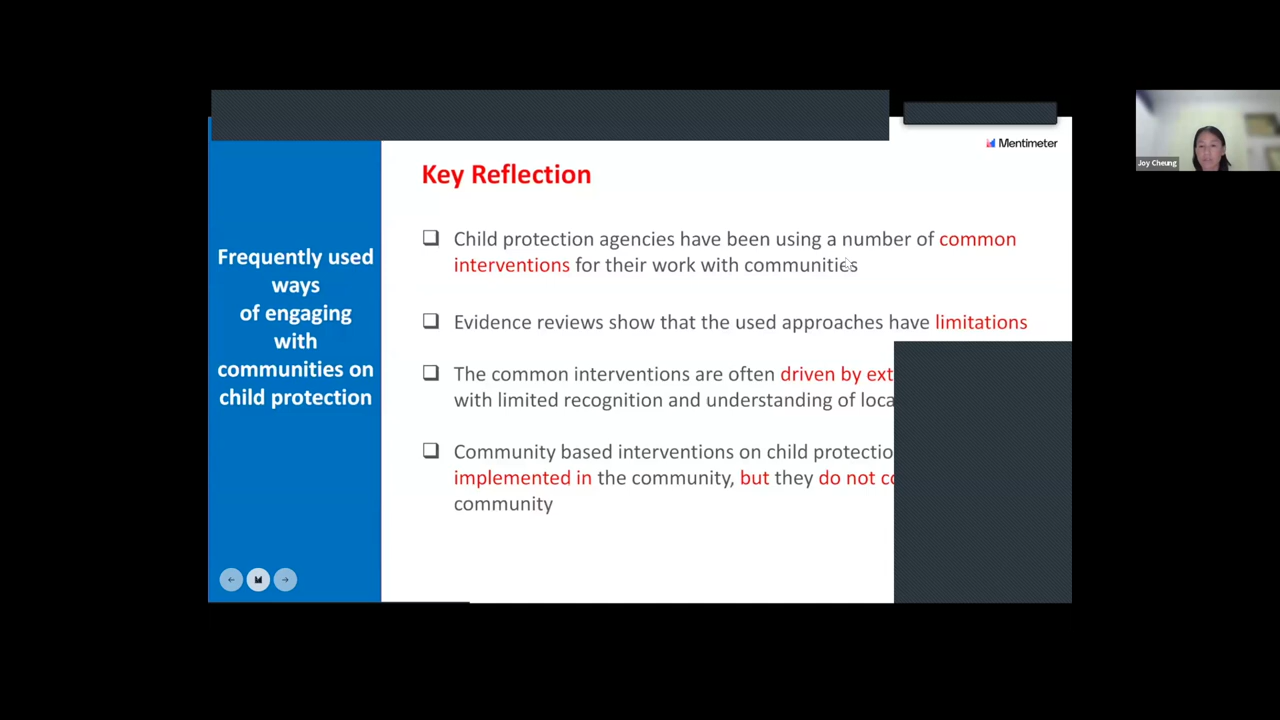 Mentimeter
Key Reflection
Frequently used
ways
of engaging
with
communities on
child protection
Child protection agencies have been using a number of common
interventions for their work with communities
Evidence reviews show that the used approaches have limitations
The common interventions are often driven by
with limited recognition and understanding of
Community based interventions on child
implemented in the community, but they do not
community
Joy Cheung